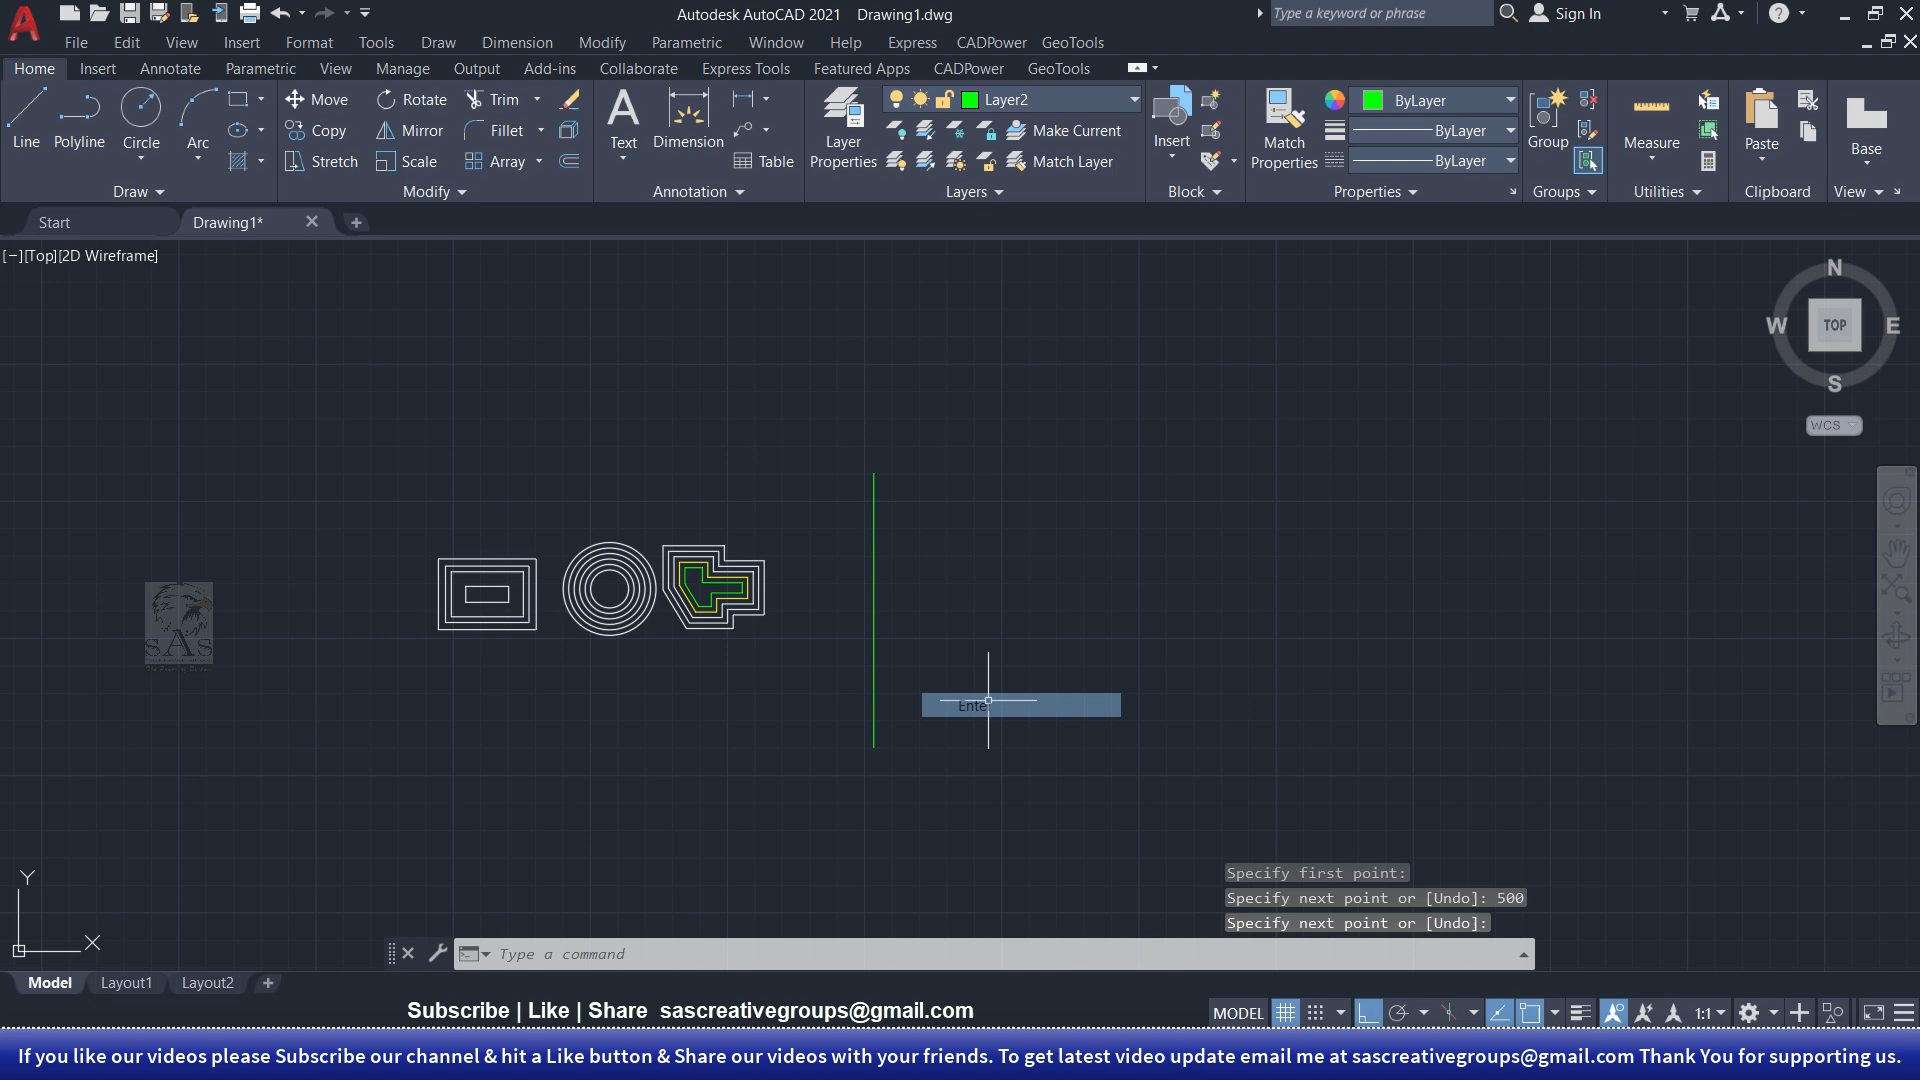 Autodesk AutoCAD 2021 Drawing1.dwg
Type a keyword or phrase
Sign In
File Edit View Insert Format Tools Draw Dimension Modify Parametric Window Help Express CADPower GeoTools
Home Insert Annotate Parametric View Manage Output Add-ins Collaborate Express Tools Featured Apps CADPower GeoTools
Line Polyline Circle Arc
Move Rotate Trim
Copy Mirror Fillet
Stretch Scale Array
Text Dimension Table
Layer Properties
Layer2
Make Current
Match Layer
Insert
Match Properties
ByLayer
ByLayer
ByLayer
Group Measure Paste Base
Draw Modify Annotation Layers Block Properties Groups Utilities Clipboard View
Start Drawing1*
[−][Top][2D Wireframe]
N
W TOP E
S
WCS
sAs
Ente
Specify first point:
Specify next point or [Undo]: 500
Specify next point or [Undo]:
Y
X
Type a command
Model Layout1 Layout2
Subscribe | Like | Share sascreativegroups@gmail.com
MODEL 1:1
If you like our videos please Subscribe our channel & hit a Like button & Share our videos with your friends. To get latest video update email me at sascreativegroups@gmail.com Thank You for supporting us.